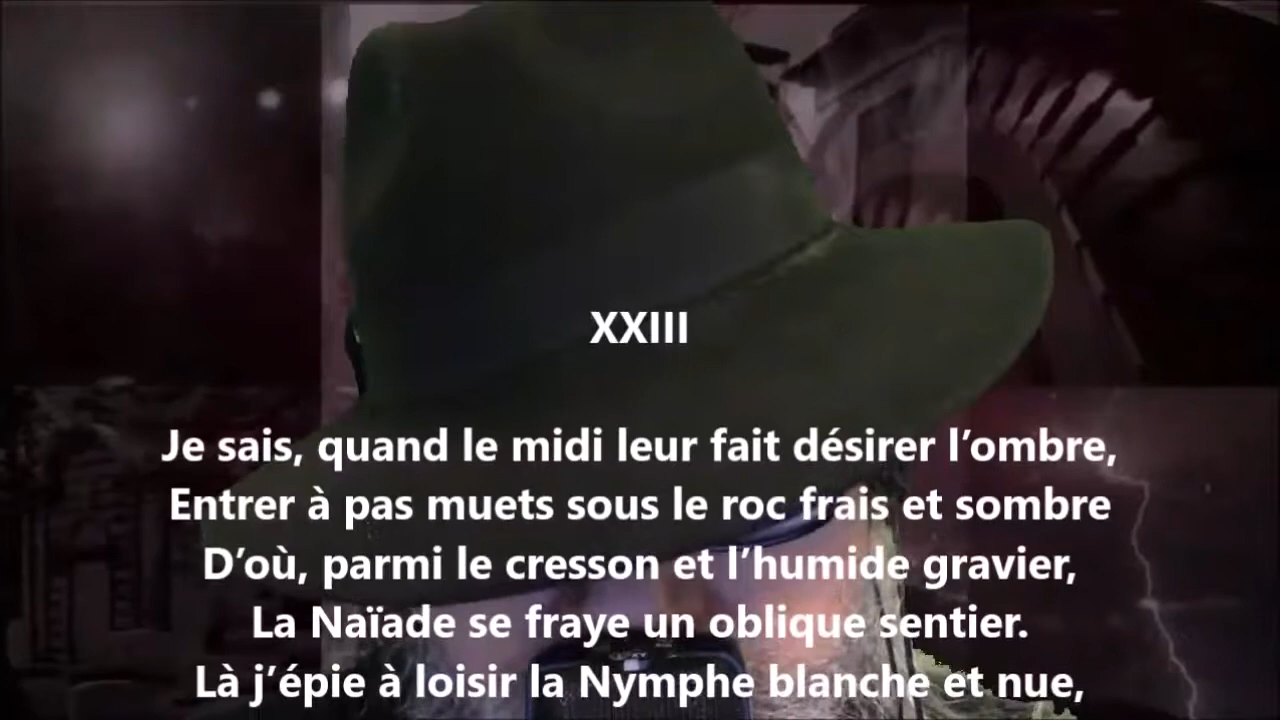 XXIII
Je sais, quand le midi leur fait désirer l’ombre,
Entrer à pas muets sous le roc frais et sombre
D’où, parmi le cresson et l’humide gravier,
La Naïade se fraye un oblique sentier.
Là j’épie à loisir la Nymphe blanche et nue,